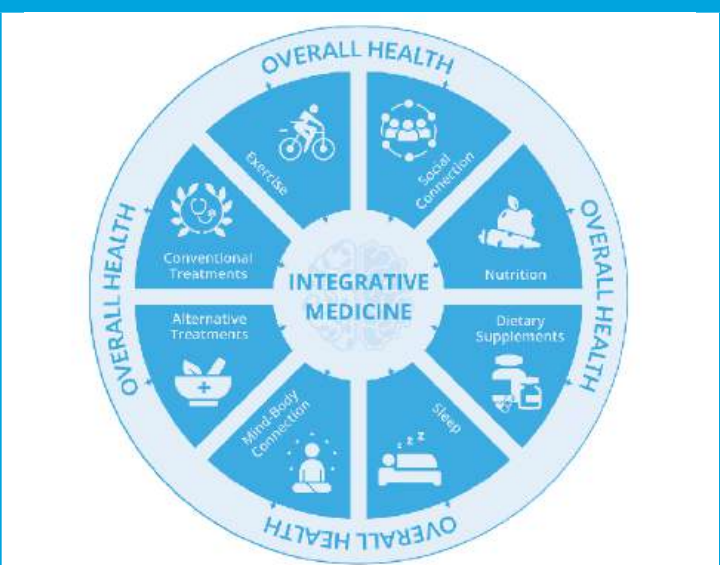 OVERALL HEALTH
OVERALL HEALTH
OVERALL HEALTH
OVERALL HEALTH
Exercise
Social
Connection
Nutrition
Dietary
Supplements
Sleep
Mind-Body
Connection
Alternative
Treatments
Conventional
Treatments
INTEGRATIVE
MEDICINE
z z z